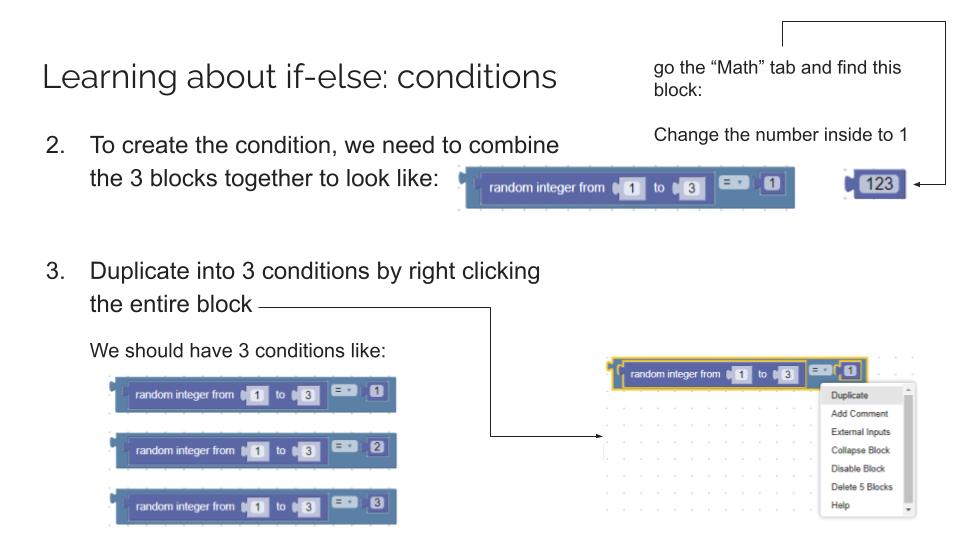 Learning about if-else: conditions
go the “Math” tab and find this
block:
Change the number inside to 1
2. To create the condition, we need to combine
the 3 blocks together to look like:
random integer from 1 to 3 = 1
123
3. Duplicate into 3 conditions by right clicking
the entire block
We should have 3 conditions like:
random integer from 1 to 3 = 1
random integer from 1 to 3 = 2
random integer from 1 to 3 = 3
random integer from 1 to 3 = 1
Duplicate
Add Comment
External Inputs
Collapse Block
Disable Block
Delete 5 Blocks
Help